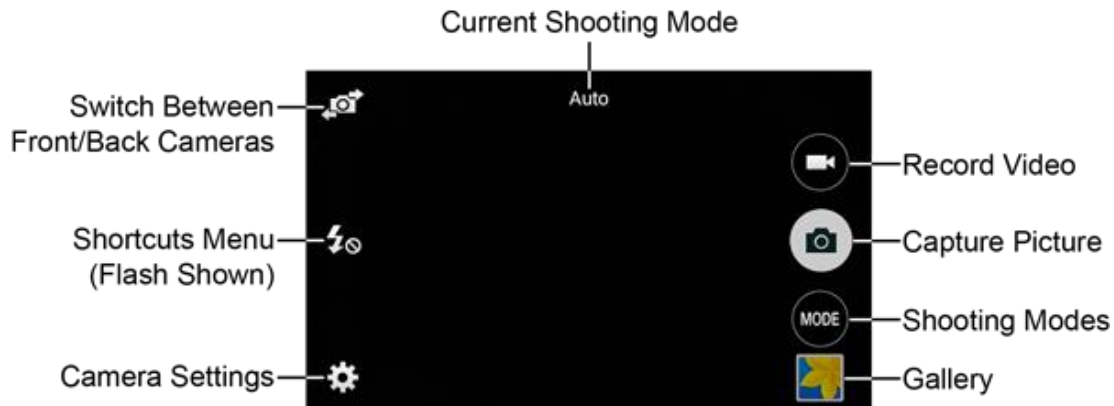 Current Shooting Mode
Auto
Switch Between
Front/Back Cameras
Record Video
Shortcuts Menu
(Flash Shown)
Capture Picture
MODE
Shooting Modes
Camera Settings
Gallery